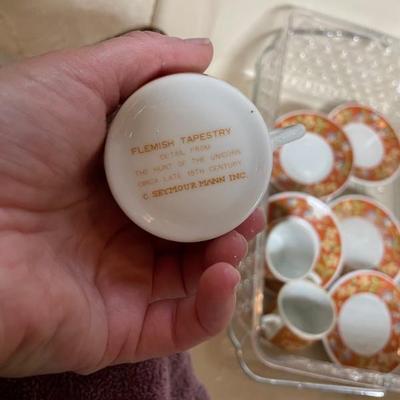 FLEMISH TAPESTRY
DETAIL FROM
THE HUNT OF THE UNICORN
CIRCA LATE 15TH CENTURY
C. SEYMOUR MANN INC.